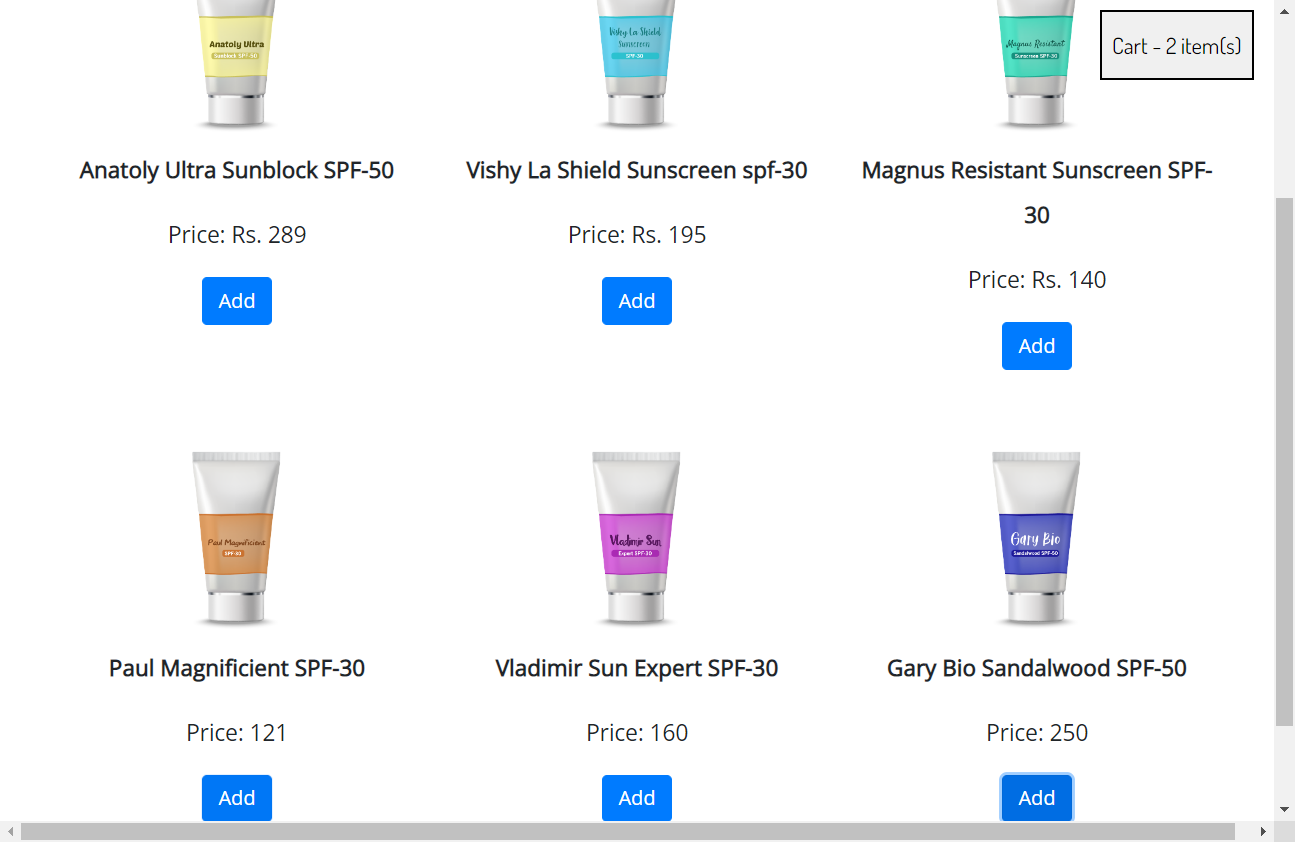 Anatoly Ultra
Sunblock SPF-50
Vishy La Shield
Sunscreen
SPF-30
Magnus Resistant
Sunscreen SPF-30
Cart - 2 item(s)
Anatoly Ultra Sunblock SPF-50
Vishy La Shield Sunscreen spf-30
Magnus Resistant Sunscreen SPF-
30
Price: Rs. 289
Price: Rs. 195
Price: Rs. 140
Add
Add
Add
Paul Magnificient
SPF-30
Vladimir Sun
Expert SPF-30
Gary Bio
Sandalwood SPF-50
Paul Magnificient SPF-30
Vladimir Sun Expert SPF-30
Gary Bio Sandalwood SPF-50
Price: 121
Price: 160
Price: 250
Add
Add
Add